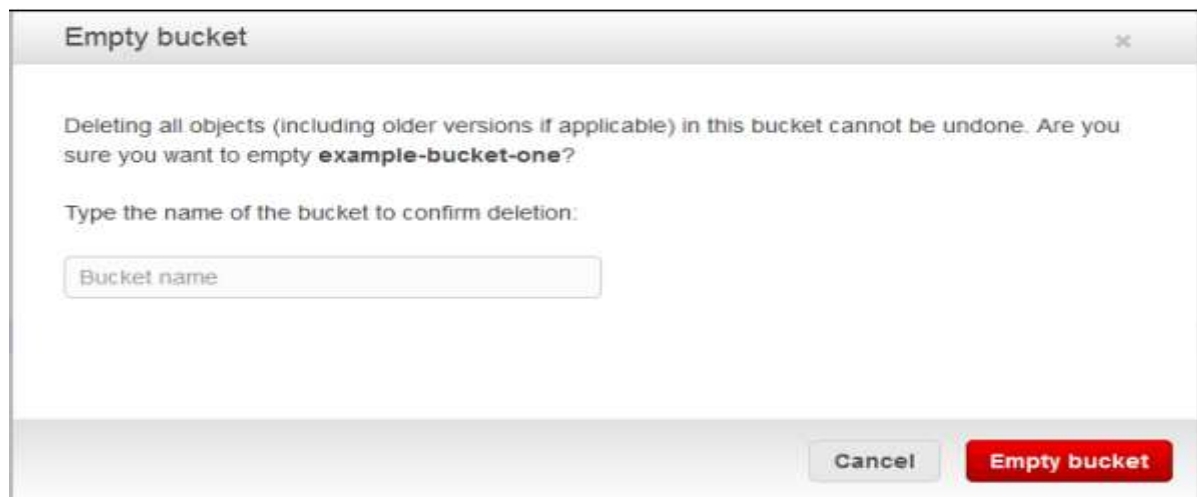 Empty bucket
Deleting all objects (including older versions if applicable) in this bucket cannot be undone. Are you
sure you want to empty example-bucket-one?
Type the name of the bucket to confirm deletion:
Bucket name
Cancel
Empty bucket